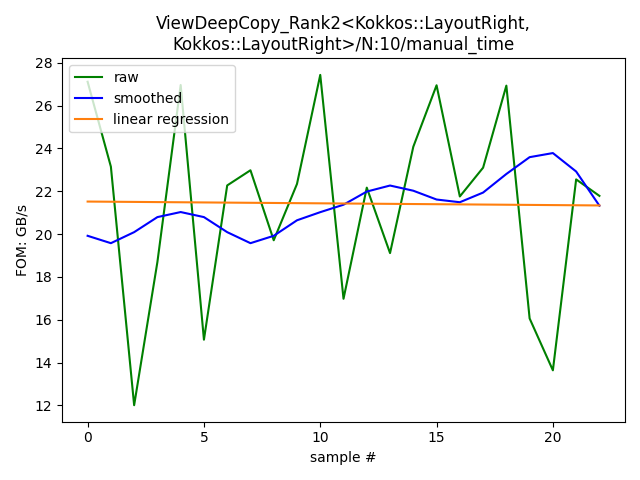 ViewDeepCopy_Rank2<Kokkos::LayoutRight,
Kokkos::LayoutRight>/N:10/manual_time
raw
smoothed
linear regression
FOM: GB/s
28
26
24
22
20
18
16
14
12
0
5
10
15
20
sample #